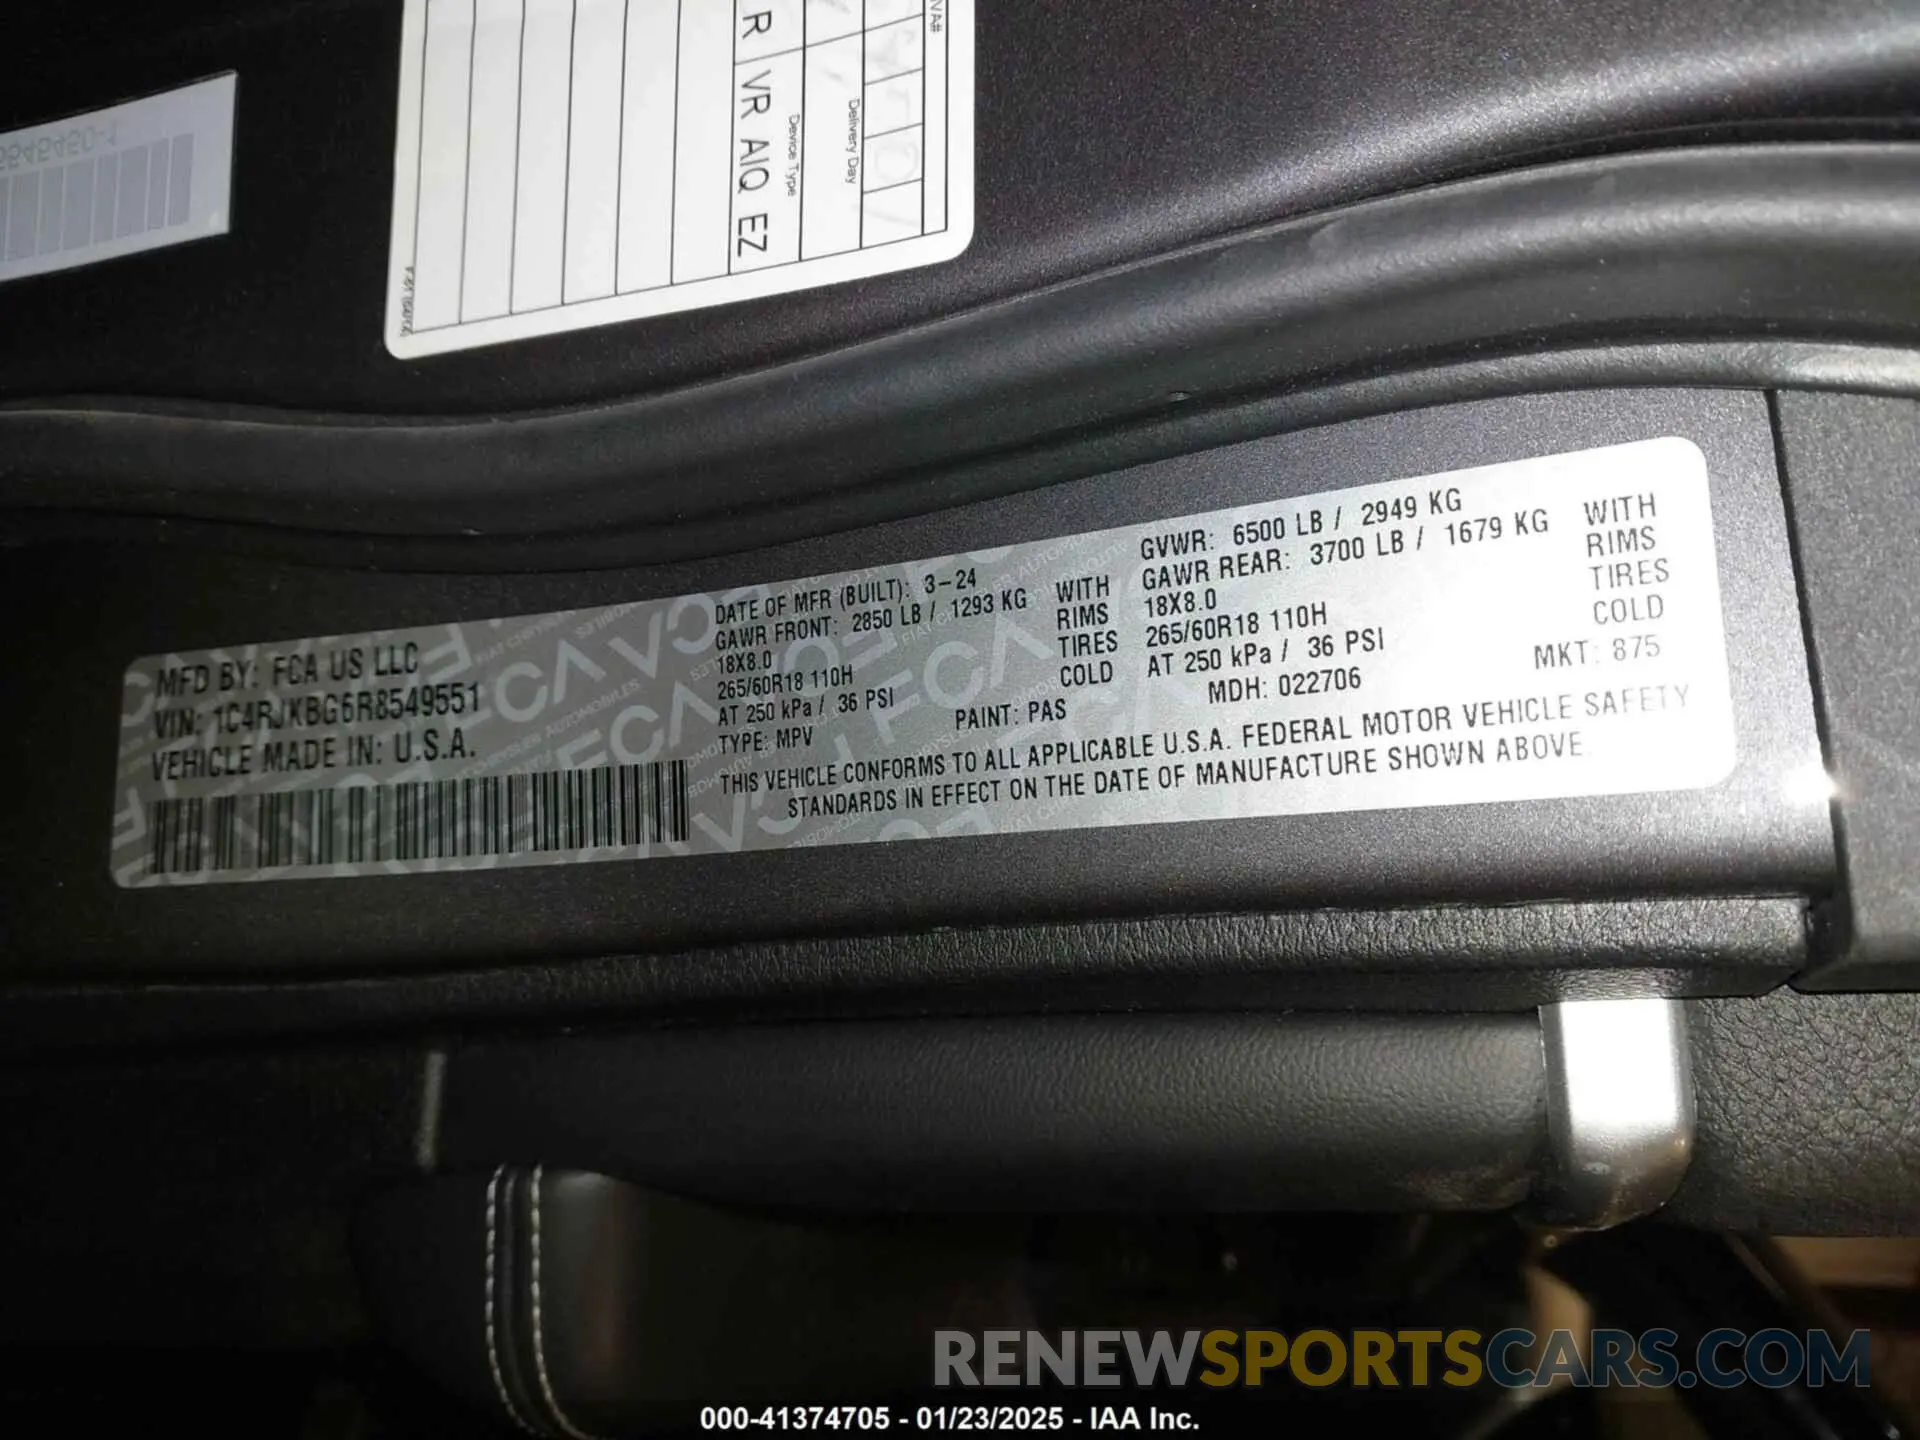 VA#
Delivery Day
Device Type
LR VR AIQ EZ
MFD BY: FCA US LLC
VIN: 1C4RJKBG6R8549551
VEHICLE MADE IN: U.S.A.
DATE OF MFR (BUILT): 3-24
GAWR FRONT: 2850 LB / 1293 KG WITH
18X8.0 RIMS
265/60R18 110H TIRES
AT 250 kPa / 36 PSI COLD
TYPE: MPV PAINT: PAS
GVWR: 6500 LB / 2949 KG
GAWR REAR: 3700 LB / 1679 KG WITH
18X8.0 RIMS
265/60R18 110H TIRES
AT 250 kPa / 36 PSI COLD
MDH: 022706 MKT: 875
THIS VEHICLE CONFORMS TO ALL APPLICABLE U.S.A. FEDERAL MOTOR VEHICLE SAFETY
STANDARDS IN EFFECT ON THE DATE OF MANUFACTURE SHOWN ABOVE.
RENEWSPORTSCARS.COM
000-41374705 - 01/23/2025 - IAA Inc.